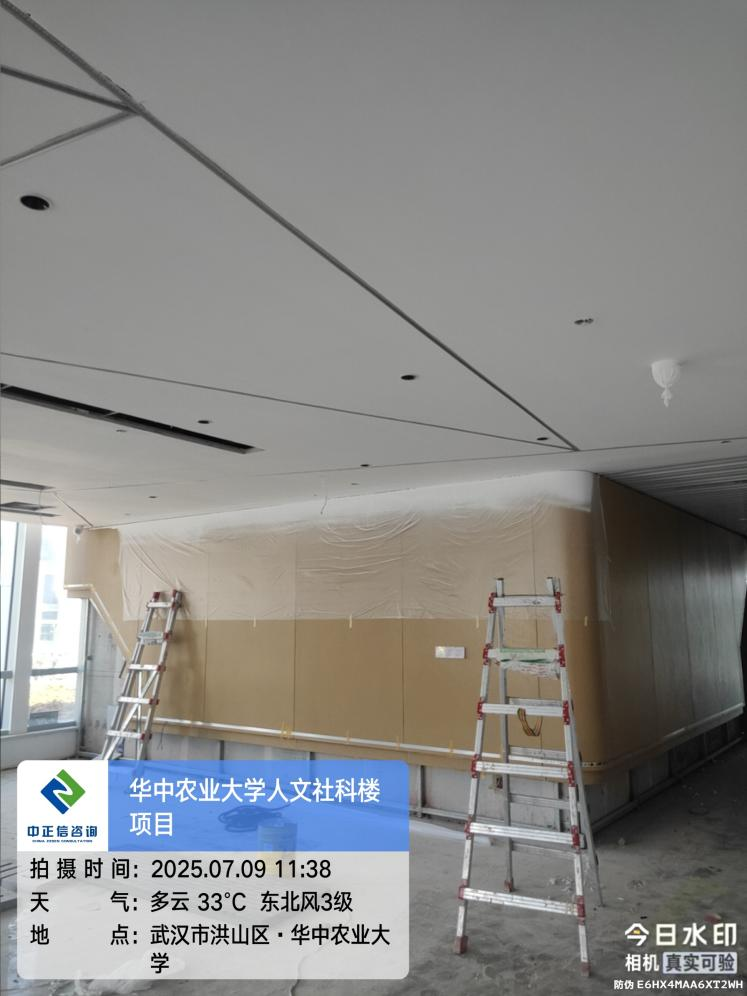 华中农业大学人文社科楼
项目
中正信咨询
CHINA ZESEN CONSULTATION
拍摄时间：2025.07.09 11:38
天气：多云 33℃ 东北风3级
地点：武汉市洪山区·华中农业大
学
今日水印
相机 真实可验
防伪 E6HX4MAA6XT2WH